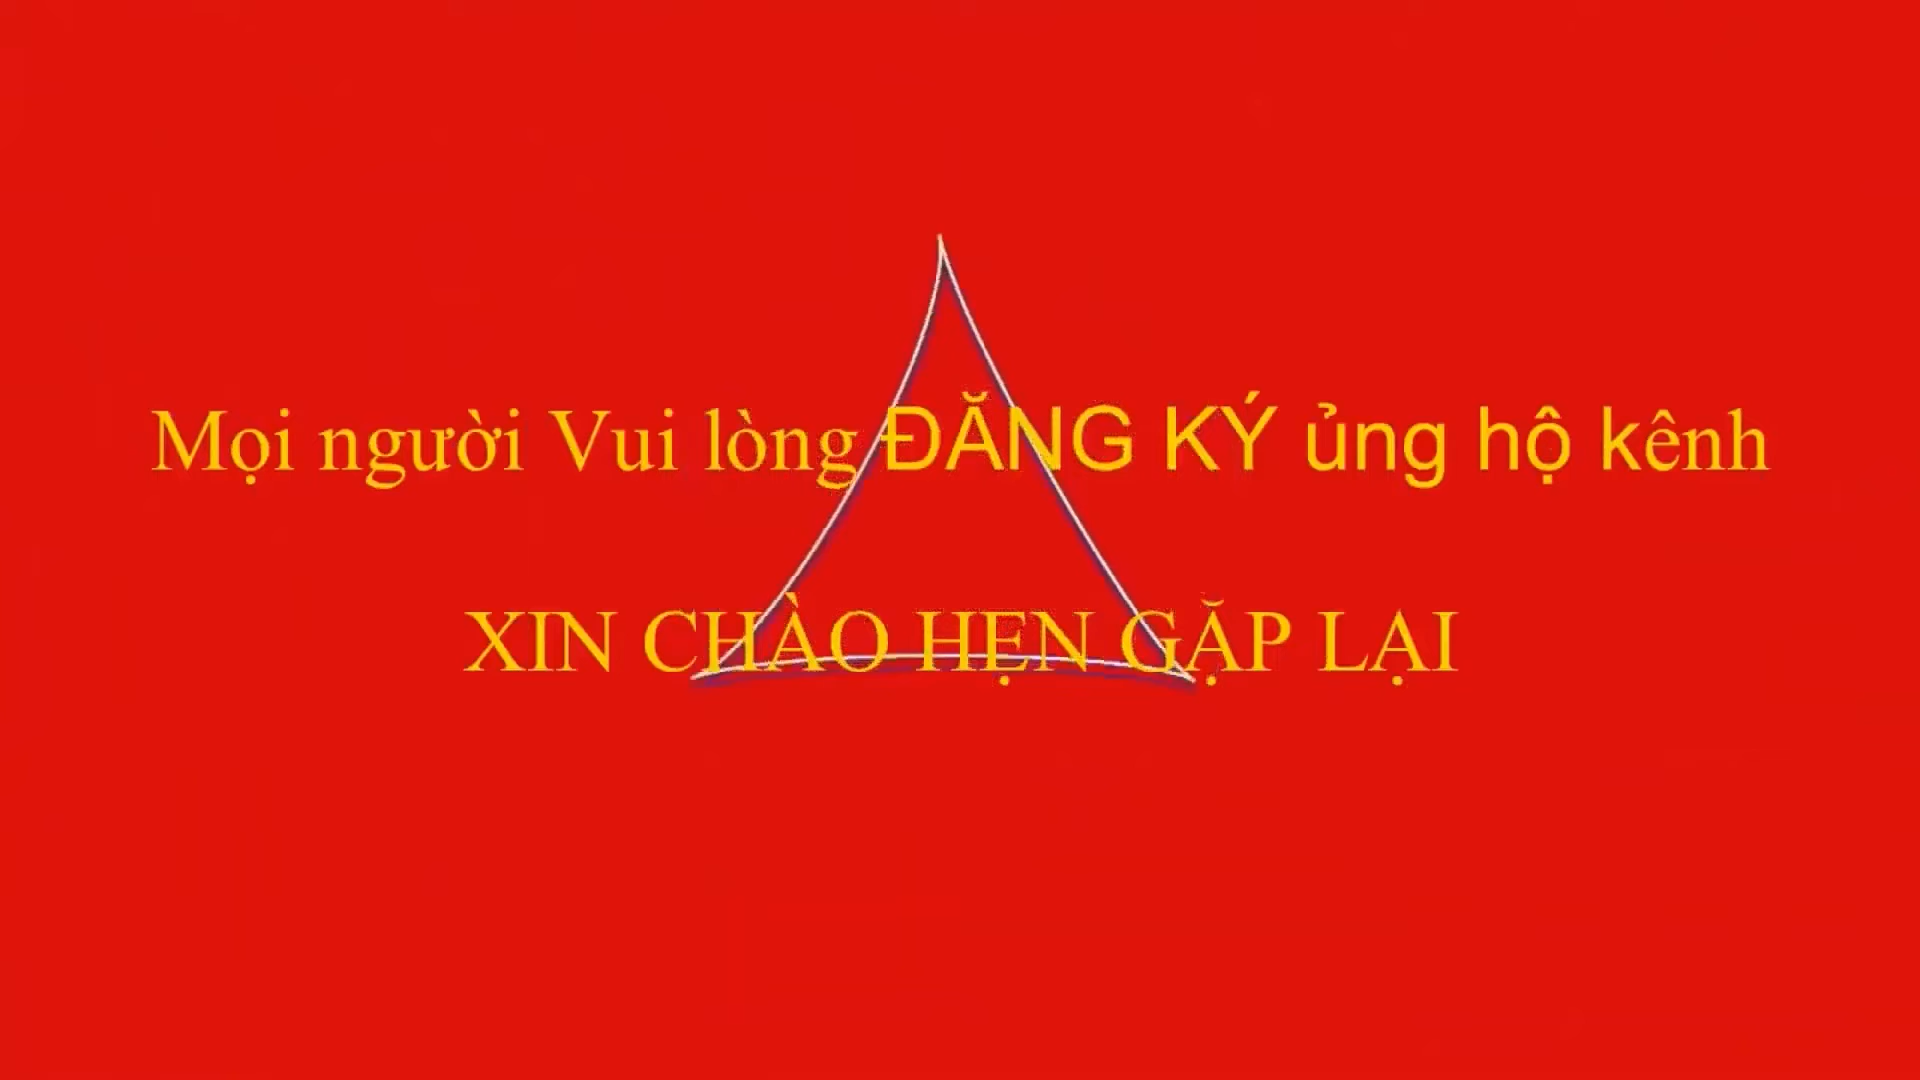 Mọi người Vui lòng ĐĂNG KÝ ủng hộ kênh
XIN CHÀO HẸN GẶP LẠI